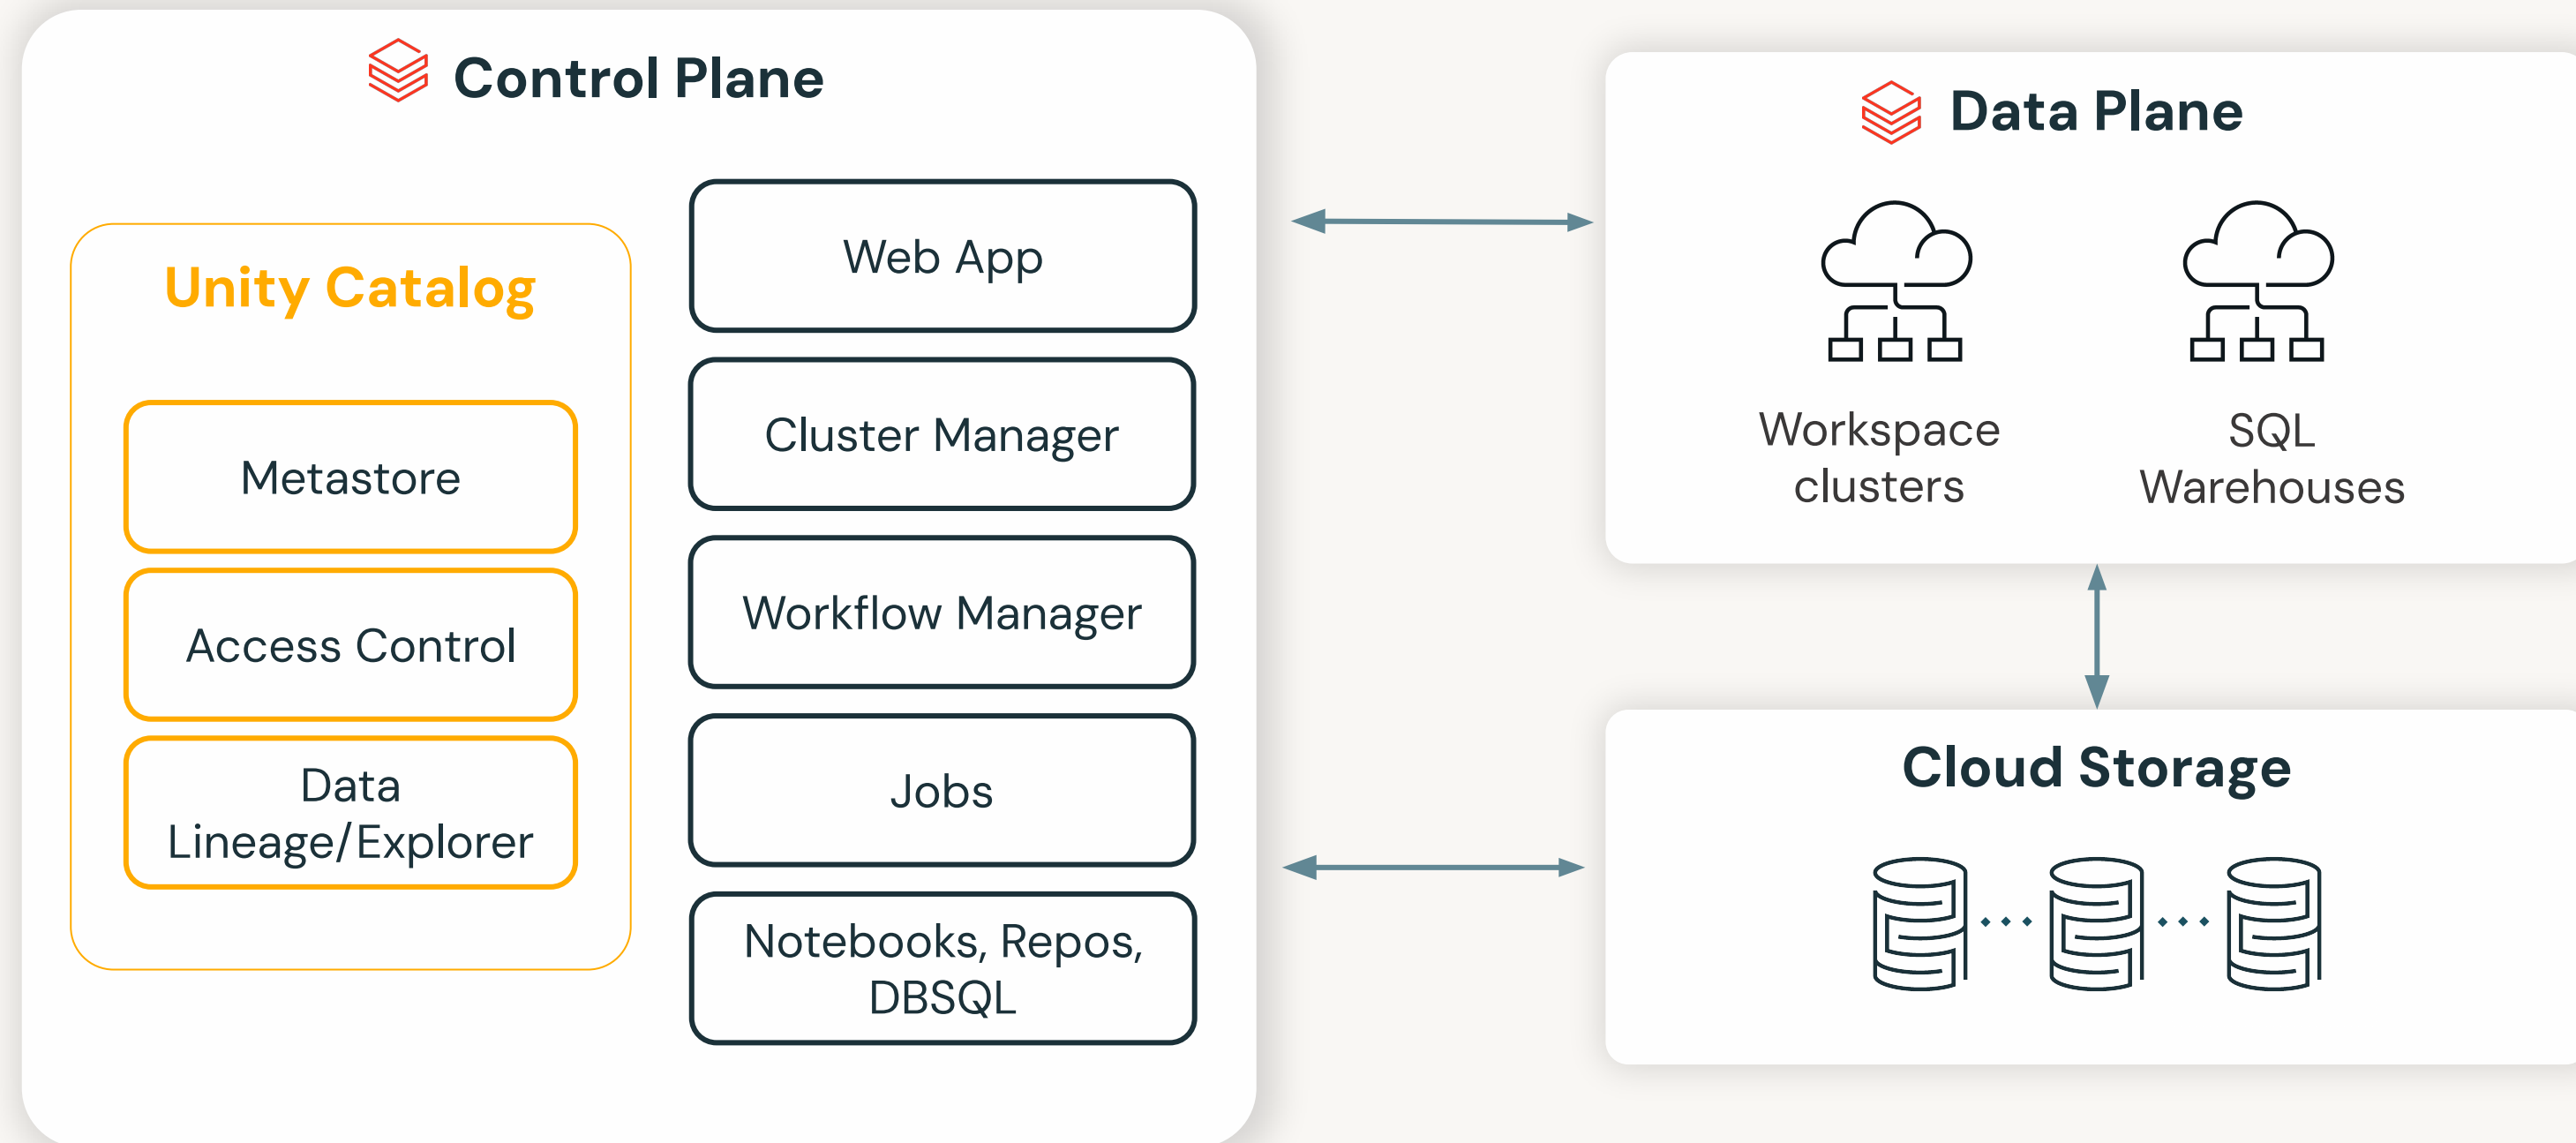 Control Plane
Unity Catalog
Metastore
Access Control
Data
Lineage/Explorer
Web App
Cluster Manager
Workflow Manager
Jobs
Notebooks, Repos,
DBSQL
Data Plane
Workspace
clusters
SQL
Warehouses
Cloud Storage